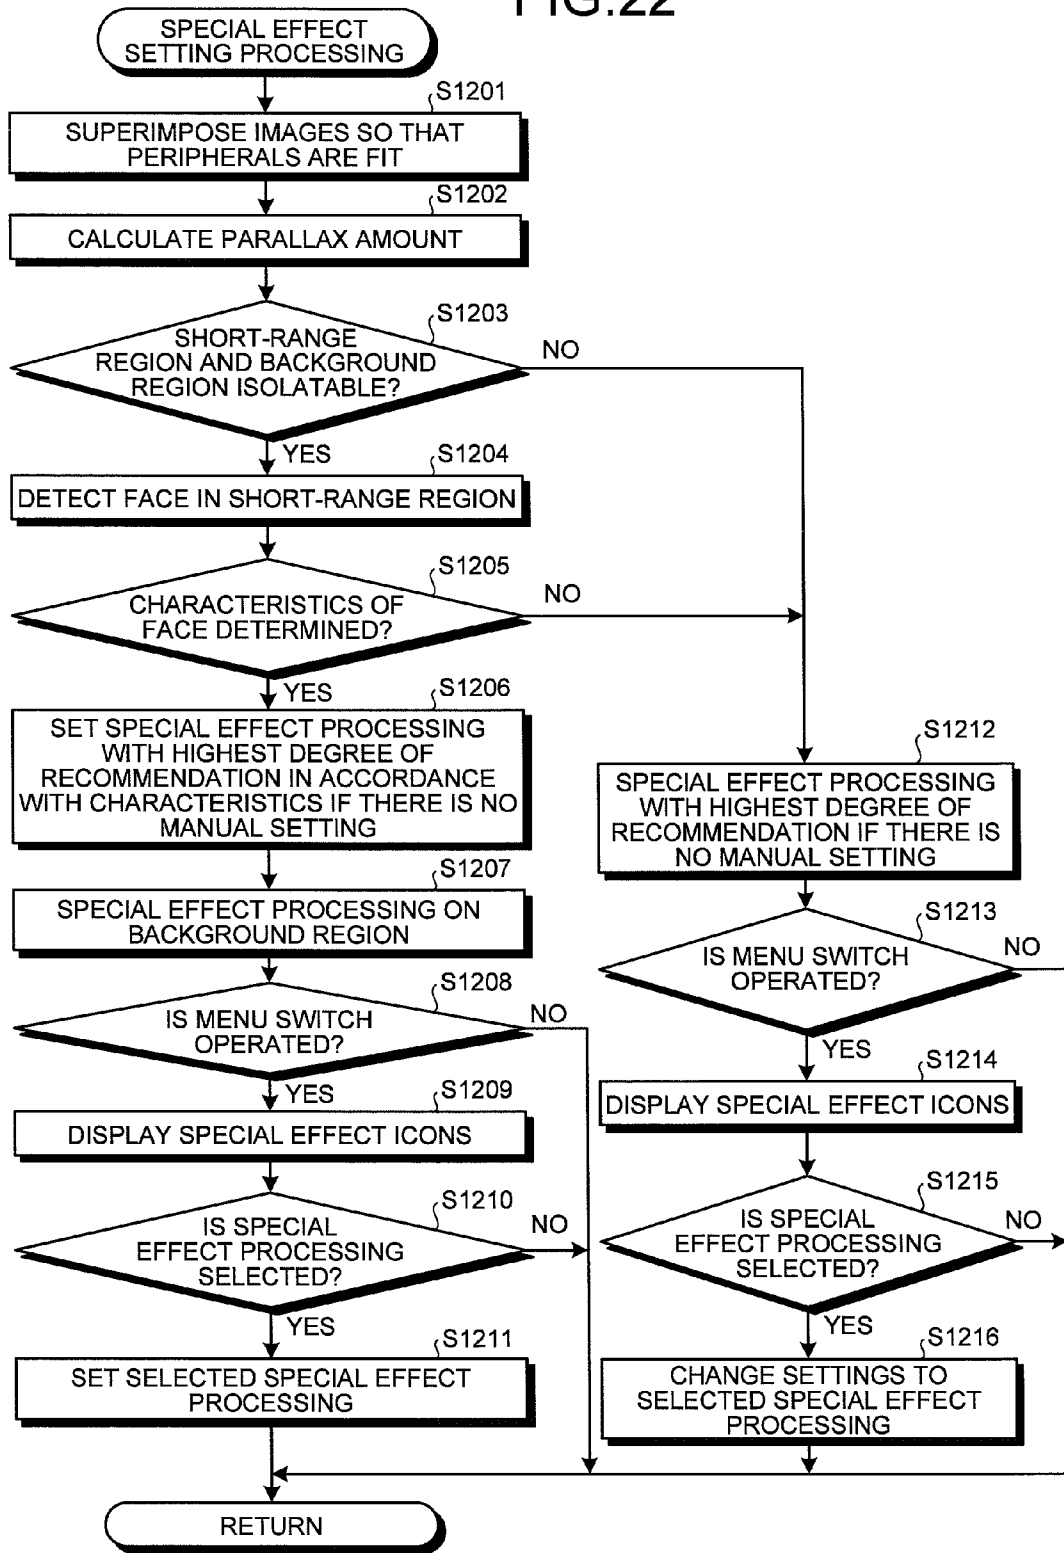 FIG.22
SPECIAL EFFECT
SETTING PROCESSING
S1201
SUPERIMPOSE IMAGES SO THAT
PERIPHERALS ARE FIT
S1202
CALCULATE PARALLAX AMOUNT
S1203
SHORT-RANGE
REGION AND BACKGROUND
REGION ISOLATABLE?
NO
YES
S1204
DETECT FACE IN SHORT-RANGE REGION
S1205
CHARACTERISTICS OF
FACE DETERMINED?
NO
YES
S1206
SET SPECIAL EFFECT PROCESSING
WITH HIGHEST DEGREE OF
RECOMMENDATION IN ACCORDANCE
WITH CHARACTERISTICS IF THERE IS NO
MANUAL SETTING
S1207
SPECIAL EFFECT PROCESSING ON
BACKGROUND REGION
S1208
IS MENU SWITCH
OPERATED?
NO
YES
S1209
DISPLAY SPECIAL EFFECT ICONS
S1210
IS SPECIAL
EFFECT PROCESSING
SELECTED?
NO
YES
S1211
SET SELECTED SPECIAL EFFECT
PROCESSING
S1212
SPECIAL EFFECT PROCESSING
WITH HIGHEST DEGREE OF
RECOMMENDATION IF THERE IS
NO MANUAL SETTING
S1213
IS MENU SWITCH
OPERATED?
NO
YES
S1214
DISPLAY SPECIAL EFFECT ICONS
S1215
IS SPECIAL
EFFECT PROCESSING
SELECTED?
NO
YES
S1216
CHANGE SETTINGS TO
SELECTED SPECIAL EFFECT
PROCESSING
RETURN